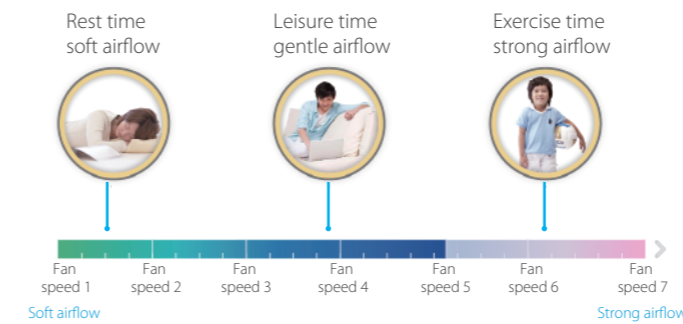 Rest time
soft airflow
Leisure time
gentle airflow
Exercise time
strong airflow
Fan
speed 1
Fan
speed 2
Fan
speed 3
Fan
speed 4
Fan
speed 5
Fan
speed 6
Fan
speed 7
Soft airflow
Strong airflow